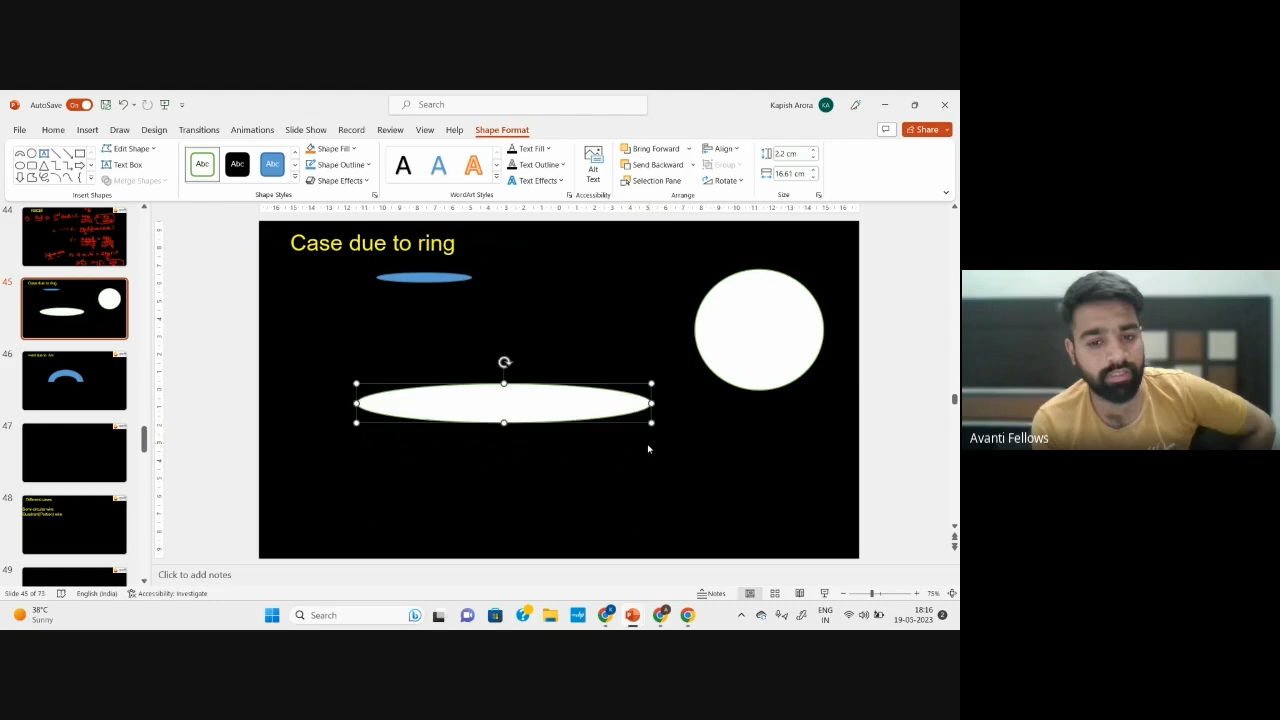 AutoSave On Search Kapish Arora KA
File Home Insert Draw Design Transitions Animations Slide Show Record Review View Help Shape Format Share
Edit Shape
Text Box
Merge Shapes
Insert Shapes
Abc Abc Abc
Shape Fill
Shape Outline
Shape Effects
Shape Styles
A A A
Text Fill
Text Outline
Text Effects
WordArt Styles
Alt
Text
Accessibility
Bring Forward
Send Backward
Selection Pane
Align
Group
Rotate
Arrange
2.2 cm
16.61 cm
Size
44
45
46
47
48
Different cases
49
Case due to ring
Avanti Fellows
Click to add notes
Slide 45 of 73 English (India) Accessibility: Investigate Notes 75%
38°C
Sunny
Search
ENG
IN
18:16
19-05-2023
2